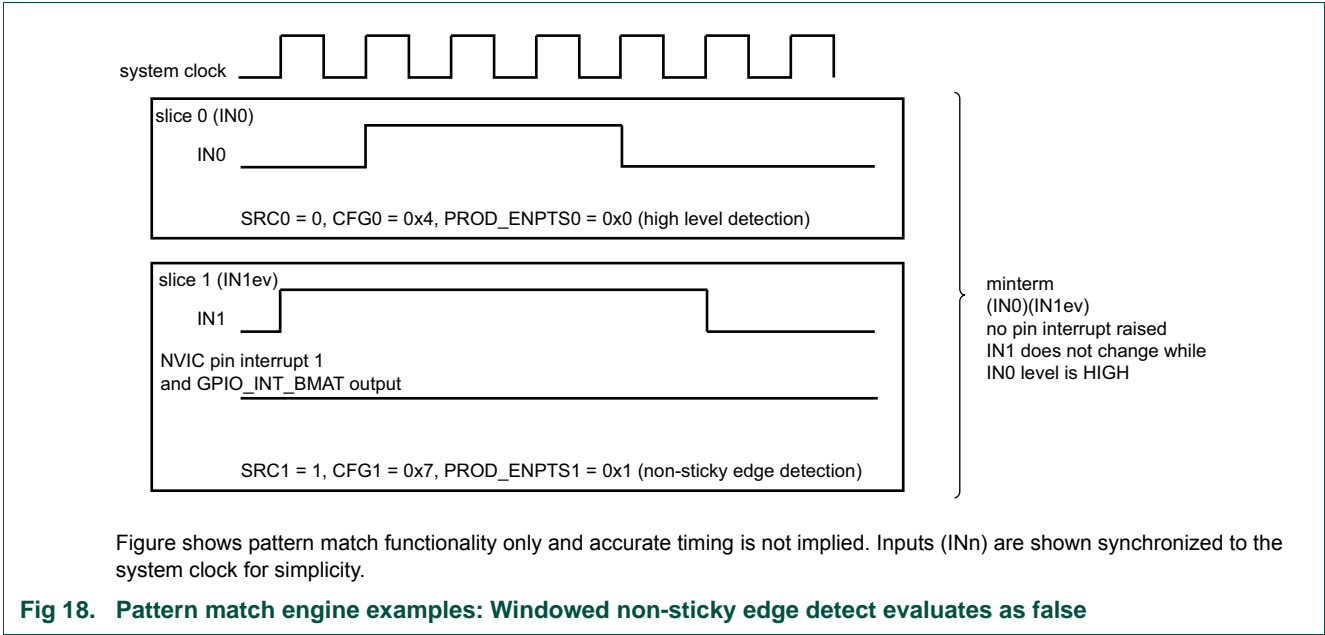 system clock
slice 0 (IN0)
IN0
SRC0 = 0, CFG0 = 0x4, PROD_ENPTS0 = 0x0 (high level detection)
slice 1 (IN1ev)
IN1
NVIC pin interrupt 1
and GPIO_INT_BMAT output
SRC1 = 1, CFG1 = 0x7, PROD_ENPTS1 = 0x1 (non-sticky edge detection)
minterm
(IN0)(IN1ev)
no pin interrupt raised
IN1 does not change while
IN0 level is HIGH
Figure shows pattern match functionality only and accurate timing is not implied. Inputs (INn) are shown synchronized to the
system clock for simplicity.
Fig 18. Pattern match engine examples: Windowed non-sticky edge detect evaluates as false